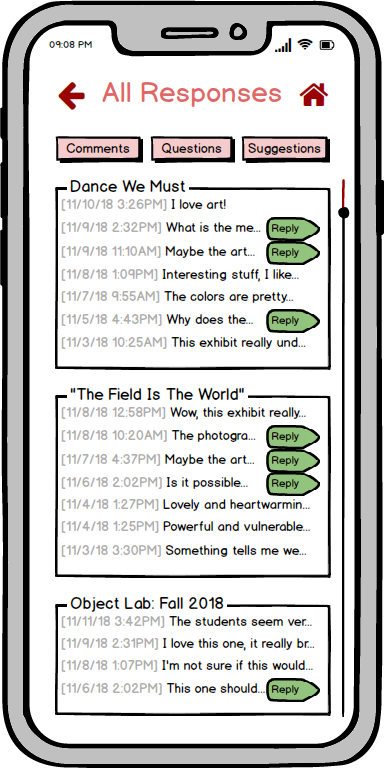 09:08 PM
All Responses
Comments Questions Suggestions
Dance We Must
[11/10/18 3:26PM] I love art!
[11/9/18 2:32PM] What is the me... Reply
[11/9/18 11:10AM] Maybe the art... Reply
[11/8/18 1:09PM] Interesting stuff, I like...
[11/7/18 9:55AM] The colors are pretty...
[11/5/18 4:43PM] Why does the... Reply
[11/3/18 10:25AM] This exhibit really und...
"The Field Is The World"
[11/8/18 12:58PM] Wow, this exhibit really...
[11/8/18 10:20AM] The photogra... Reply
[11/7/18 4:37PM] Maybe the art... Reply
[11/6/18 2:02PM] Is it possible... Reply
[11/4/18 1:27PM] Lovely and heartwarmin...
[11/4/18 1:25PM] Powerful and vulnerable...
[11/3/18 3:30PM] Something tells me we...
Object Lab: Fall 2018
[11/11/18 3:42PM] The students seem ver...
[11/9/18 2:31PM] I love this one, it really br...
[11/8/18 1:07PM] I'm not sure if this would...
[11/6/18 2:02PM] This one should... Reply